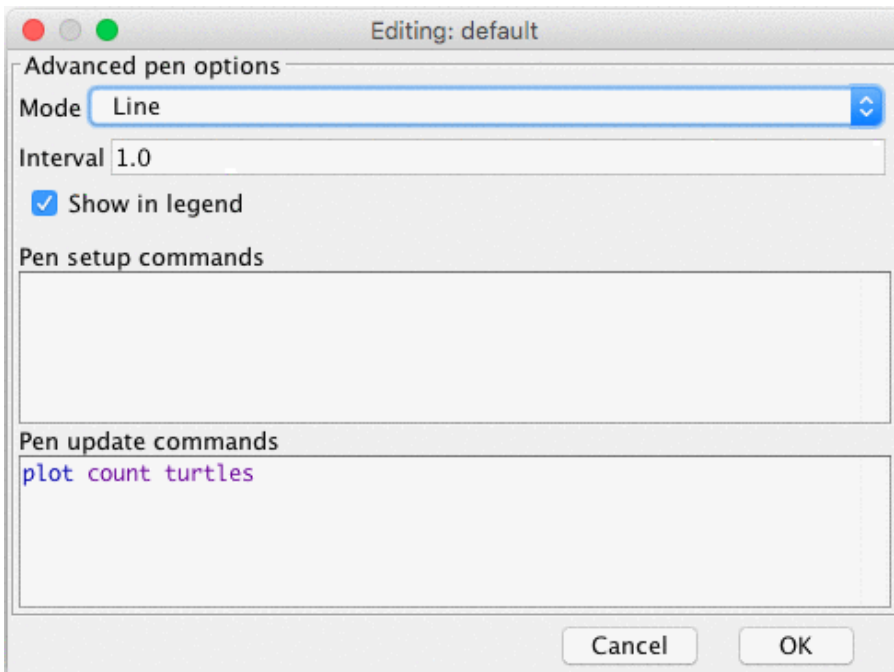 Editing: default
Advanced pen options
Mode Line
Interval 1.0
Show in legend
Pen setup commands
Pen update commands
plot count turtles
Cancel OK